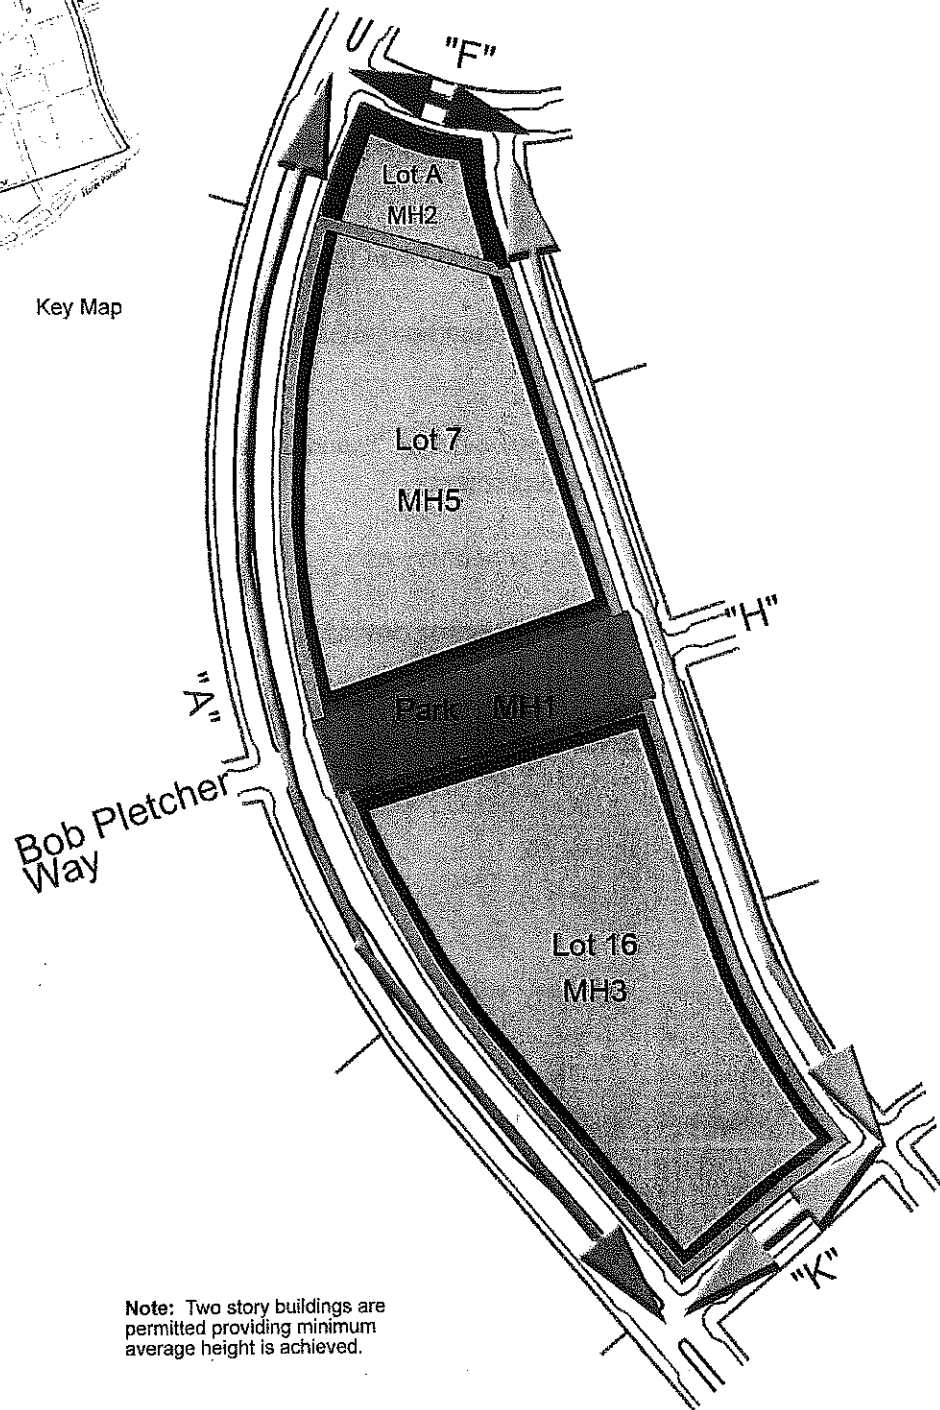 "F"
Lot A
MH2
Key Map
Lot 7
MH5
"H"
"A"
Park MH1
Bob Pletcher
Way
Lot 16
MH3
"K"
Note: Two story buildings are
permitted providing minimum
average height is achieved.